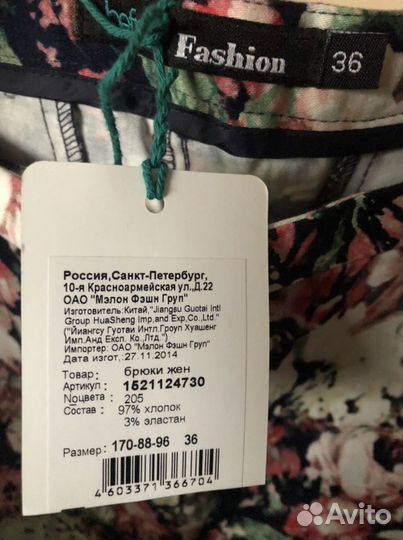 Fashion
36
Россия,Санкт-Петербург,
10-я Красноармейская ул.,Д.22
ОАО "Мэлон Фэшн Груп"
Изготовитель:Китай,"Jiangsu Guotai Intl
Group HuaSheng Imp,and Exp,Co.,Ltd."
("Йиангсу Гуотви Интл.Гроуп Хуашенг
Имп.Анд Эксп. Ко.,Лтд.")
Импортер: ОАО "Мэлон Фэшн Груп"
Дата изгот,:27.11.2014
Товар: брюки жен
Артикул: 1521124730
Nоцвета : 205
Состав : 97% хлопок
3% эластан
Размер: 170-88-96 36
4 603371 366704
Avito